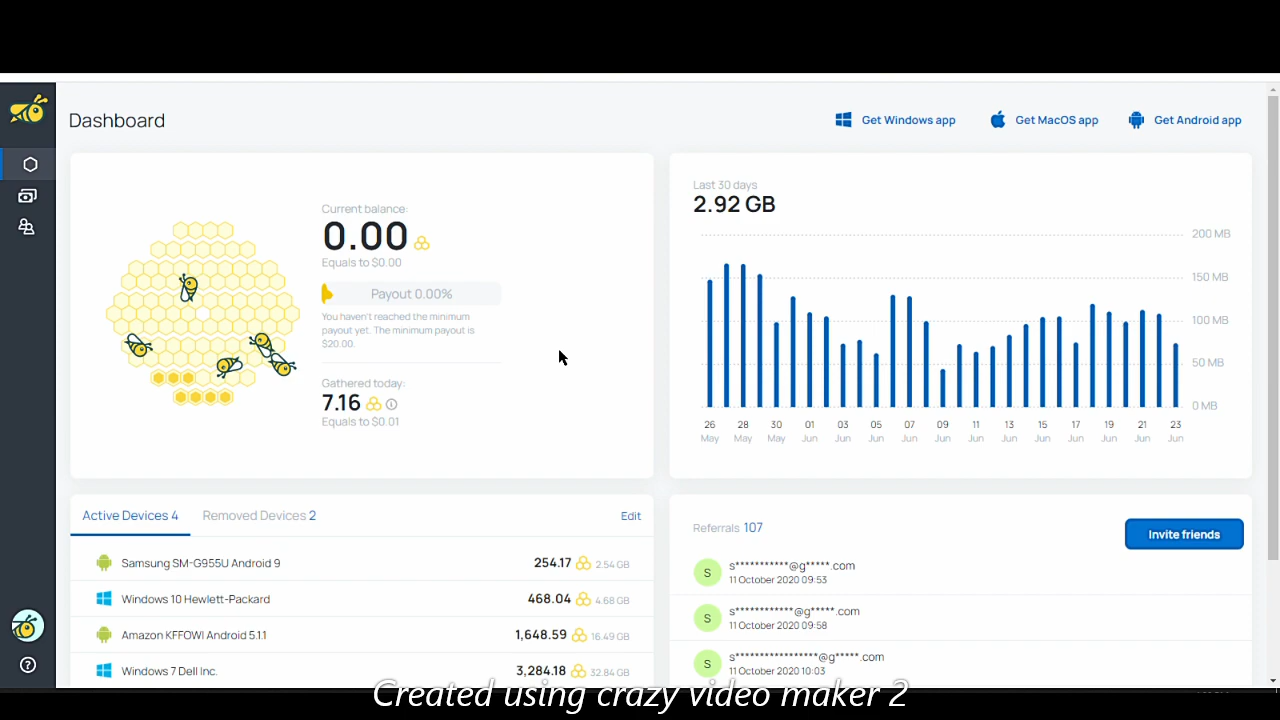 Dashboard
Get Windows app
Get MacOS app
Get Android app
Current balance:
0.00
Equals to $0.00
Payout 0.00%
You haven't reached the minimum
payout yet. The minimum payout is
$20.00.
Gathered today:
7.16
Equals to $0.01
Last 30 days
2.92 GB
200 MB
150 MB
100 MB
50 MB
0 MB
26 28 30 01 03 05 07 09 11 13 15 17 19 21 23
May May May Jun Jun Jun Jun Jun Jun Jun Jun Jun Jun Jun Jun
Active Devices 4
Removed Devices 2
Edit
Samsung SM-G955U Android 9 254.17 2.54 GB
Windows 10 Hewlett-Packard 468.04 4.68 GB
Amazon KFFOWI Android 5.1.1 1,648.59 16.49 GB
Windows 7 Dell Inc. 3,284.18 32.84 GB
Referrals 107
Invite friends
S
s***********@g*****.com
11 October 2020 09:53
S
s************@g*****.com
11 October 2020 09:58
S
s*****************@g*****.com
11 October 2020 10:03
Created using crazy video maker 2